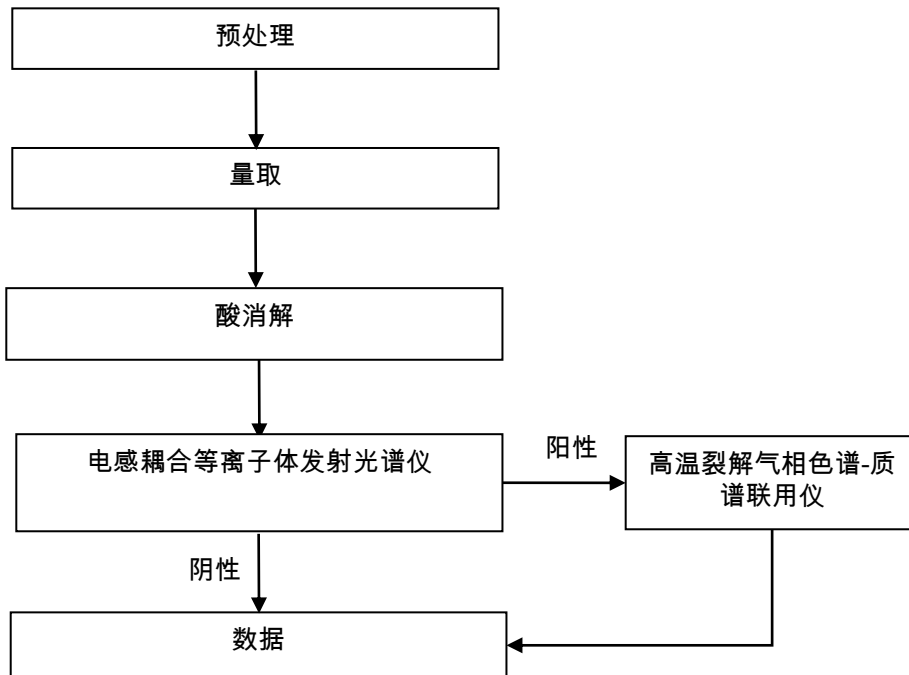 预处理
量取
酸消解
电感耦合等离子体发射光谱仪
阳性
高温裂解气相色谱-质
谱联用仪
阴性
数据